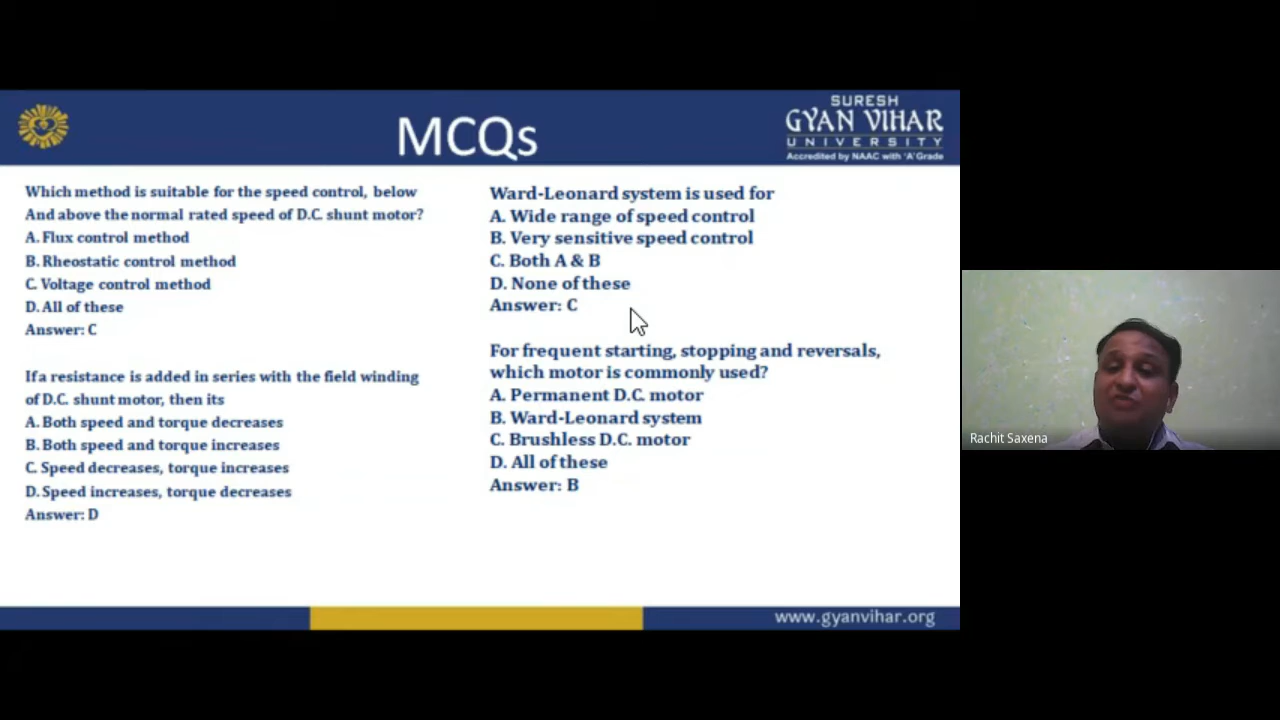 MCQs
SURESH
GYAN VIHAR
UNIVERSITY
Accredited by NAAC with 'A' Grade
Which method is suitable for the speed control, below
And above the normal rated speed of D.C. shunt motor?
A. Flux control method
B. Rheostatic control method
C. Voltage control method
D. All of these
Answer: C
If a resistance is added in series with the field winding
of D.C. shunt motor, then its
A. Both speed and torque decreases
B. Both speed and torque increases
C. Speed decreases, torque increases
D. Speed increases, torque decreases
Answer: D
Ward-Leonard system is used for
A. Wide range of speed control
B. Very sensitive speed control
C. Both A & B
D. None of these
Answer: C
For frequent starting, stopping and reversals,
which motor is commonly used?
A. Permanent D.C. motor
B. Ward-Leonard system
C. Brushless D.C. motor
D. All of these
Answer: B
Rachit Saxena
www.gyanvihar.org